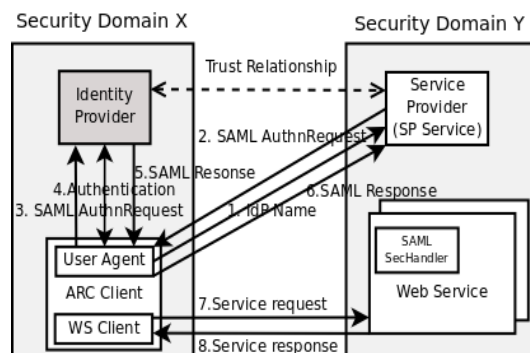 Security Domain X
Security Domain Y
Identity
Provider
Trust Relationship
Service
Provider
(SP Service)
2. SAML AuthnRequest
5.SAML Resonse
4.Authentication
3. SAML AuthnRequest
1. IdP Name
6.SAML Response
User Agent
ARC Client
WS Client
SAML
SecHandler
Web Service
7.Service request
8.Service response